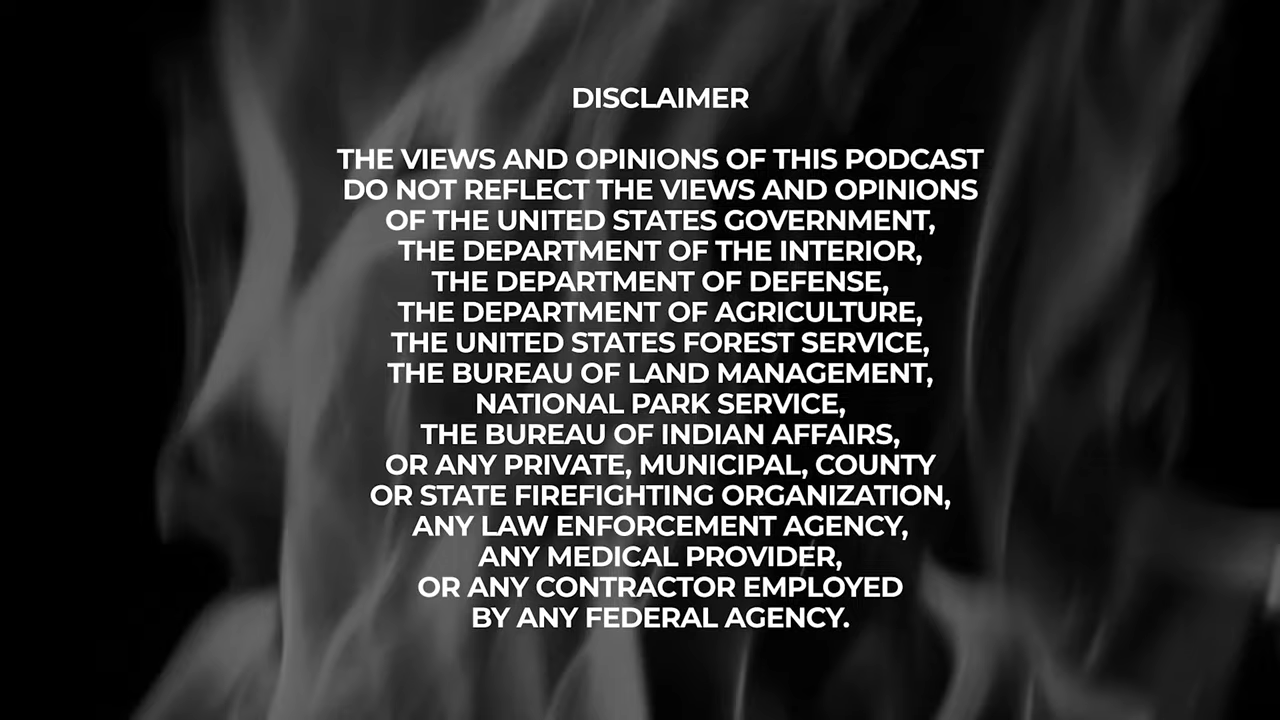 DISCLAIMER
THE VIEWS AND OPINIONS OF THIS PODCAST
DO NOT REFLECT THE VIEWS AND OPINIONS
OF THE UNITED STATES GOVERNMENT,
THE DEPARTMENT OF THE INTERIOR,
THE DEPARTMENT OF DEFENSE,
THE DEPARTMENT OF AGRICULTURE,
THE UNITED STATES FOREST SERVICE,
THE BUREAU OF LAND MANAGEMENT,
NATIONAL PARK SERVICE,
THE BUREAU OF INDIAN AFFAIRS,
OR ANY PRIVATE, MUNICIPAL, COUNTY
OR STATE FIREFIGHTING ORGANIZATION,
ANY LAW ENFORCEMENT AGENCY,
ANY MEDICAL PROVIDER,
OR ANY CONTRACTOR EMPLOYED
BY ANY FEDERAL AGENCY.